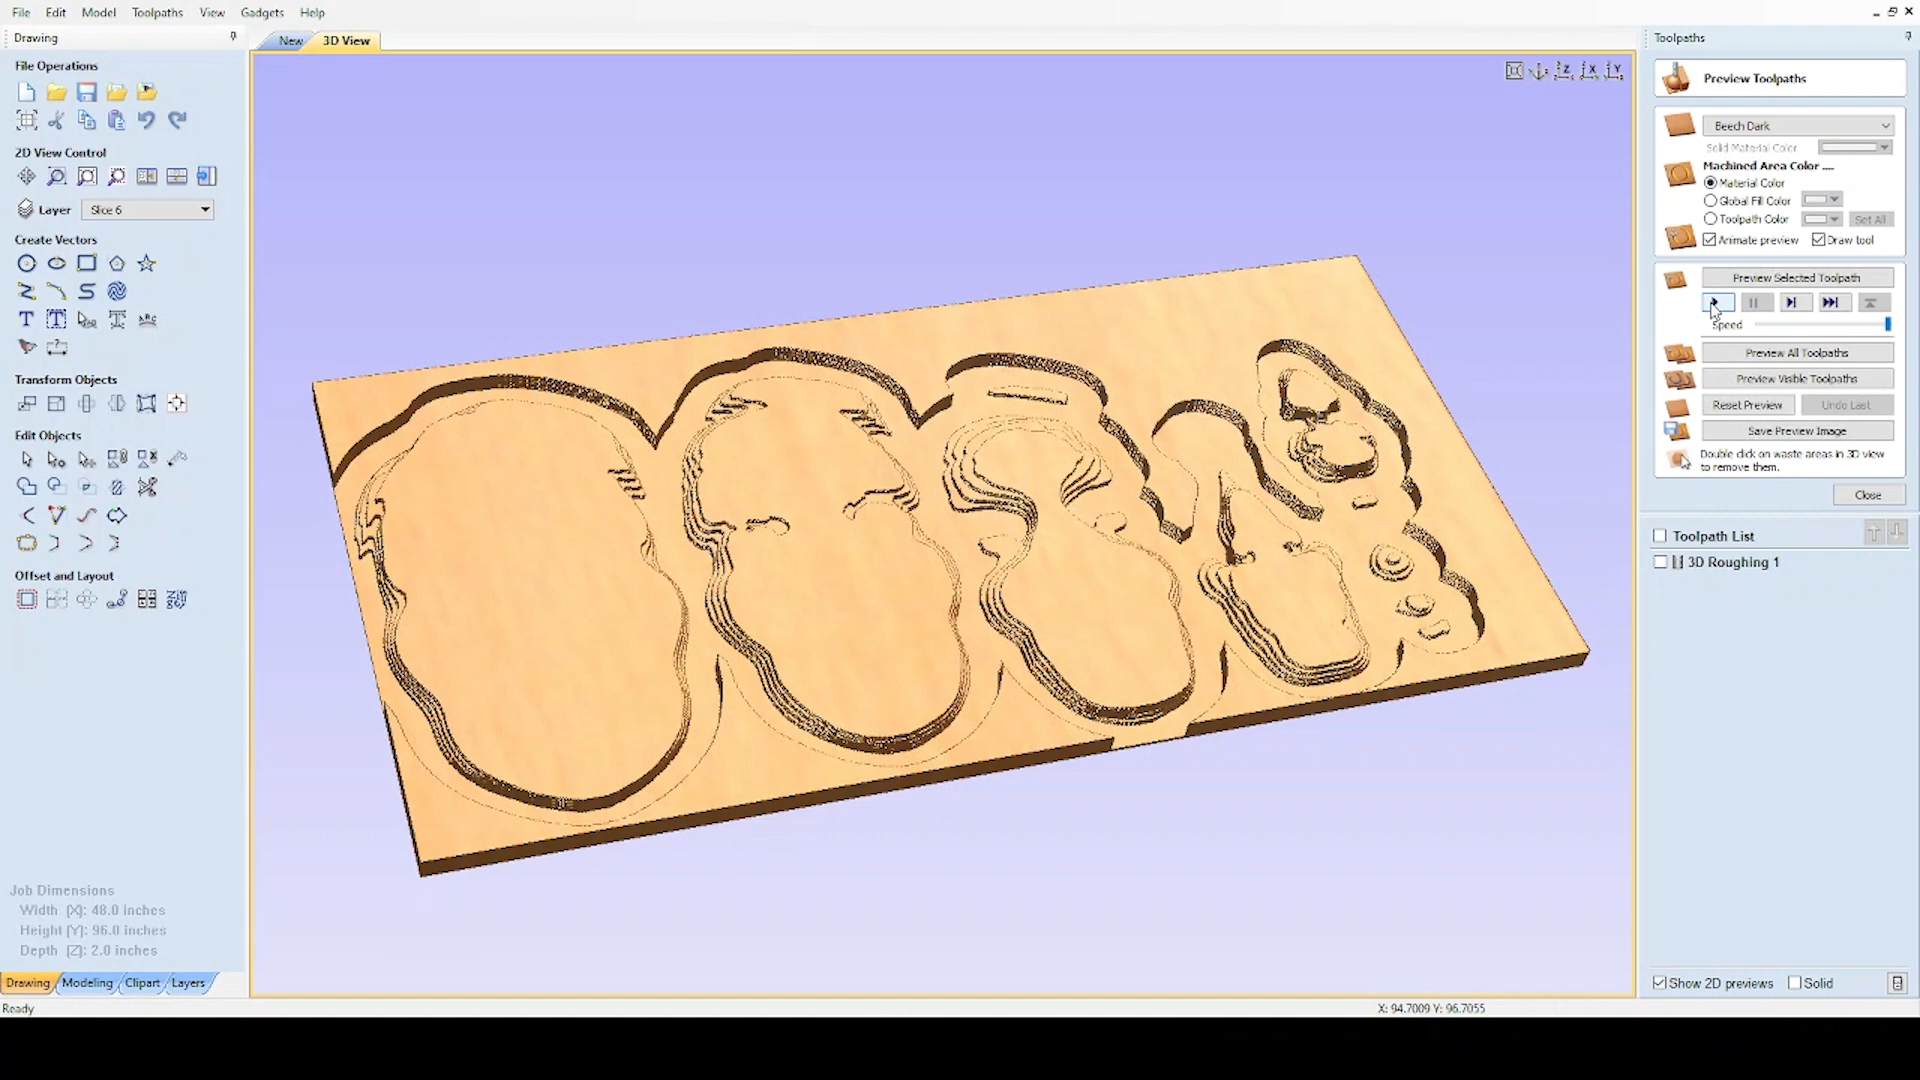 File Edit Model Toolpaths View Gadgets Help
Drawing
New 3D View
Toolpaths
File Operations
2D View Control
Layer Slice 6
Create Vectors
Transform Objects
Edit Objects
Offset and Layout
Job Dimensions
Width (X): 48.0 inches
Height (Y): 96.0 inches
Depth (Z): 2.0 inches
Drawing Modeling Clipart Layers
Ready
X: 94.7009 Y: 96.7055
Z X Y
Preview Toolpaths
Beech Dark
Solid Material Color
Machined Area Color ....
Material Color
Global Fill Color
Toolpath Color Set All
Animate preview Draw tool
Preview Selected Toolpath
Speed
Preview All Toolpaths
Preview Visible Toolpaths
Reset Preview Undo Last
Save Preview Image
Double click on waste areas in 3D view
to remove them.
Close
Toolpath List
3D Roughing 1
Show 2D previews Solid